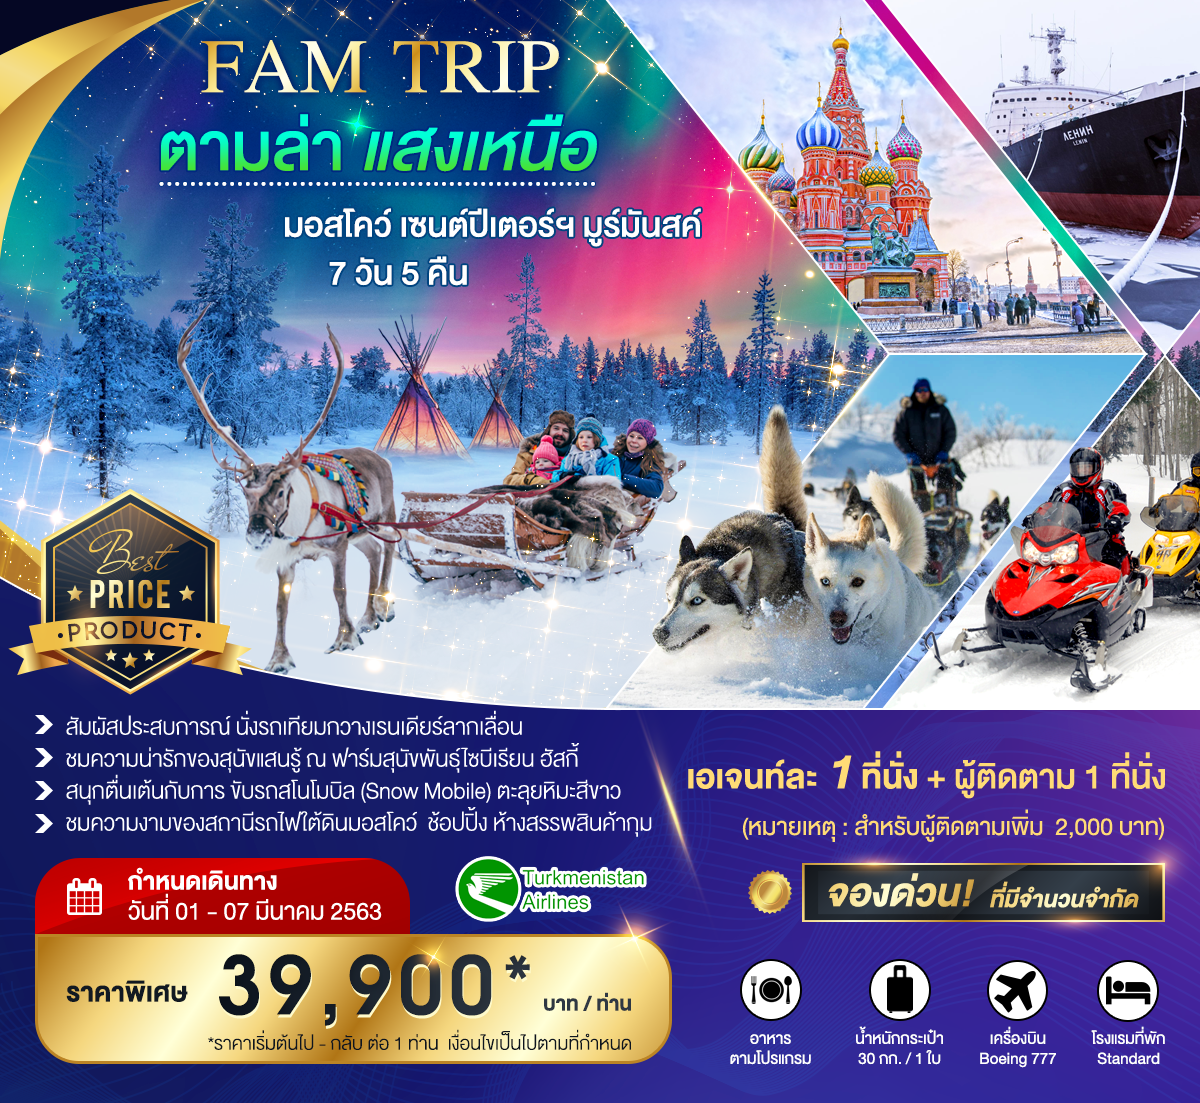 FAM TRIP
ตามล่า แสงเหนือ
มอสโคว์ เซนต์ปีเตอร์ฯ มูร์มันสค์
7 วัน 5 คืน
ЛЕНИН
LENIN
Best
PRICE
PRODUCT
สัมผัสประสบการณ์ นั่งรถเทียมกวางเรนเดียร์ลากเลื่อน
ชมความน่ารักของสุนัขแสนรู้ ณ ฟาร์มสุนัขพันธุ์ไซบีเรียน ฮัสกี้
สนุกตื่นเต้นกับการ ขับรถสโนโมบิล (Snow Mobile) ตะลุยหิมะสีขาว
ชมความงามของสถานีรถไฟใต้ดินมอสโคว์ ช้อปปิ้ง ห้างสรรพสินค้ากุม
เอเจนท์ละ 1 ที่นั่ง + ผู้ติดตาม 1 ที่นั่ง
(หมายเหตุ : สำหรับผู้ติดตามเพิ่ม 2,000 บาท)
จองด่วน! ที่มีจำนวนจำกัด
กำหนดเดินทาง
วันที่ 01 - 07 มีนาคม 2563
Turkmenistan
Airlines
ราคาพิเศษ 39,900* บาท / ท่าน
*ราคาเริ่มต้นไป - กลับ ต่อ 1 ท่าน เงื่อนไขเป็นไปตามที่กำหนด
อาหาร
ตามโปรแกรม
น้ำหนักกระเป๋า
30 กก. / 1 ใบ
เครื่องบิน
Boeing 777
โรงแรมที่พัก
Standard